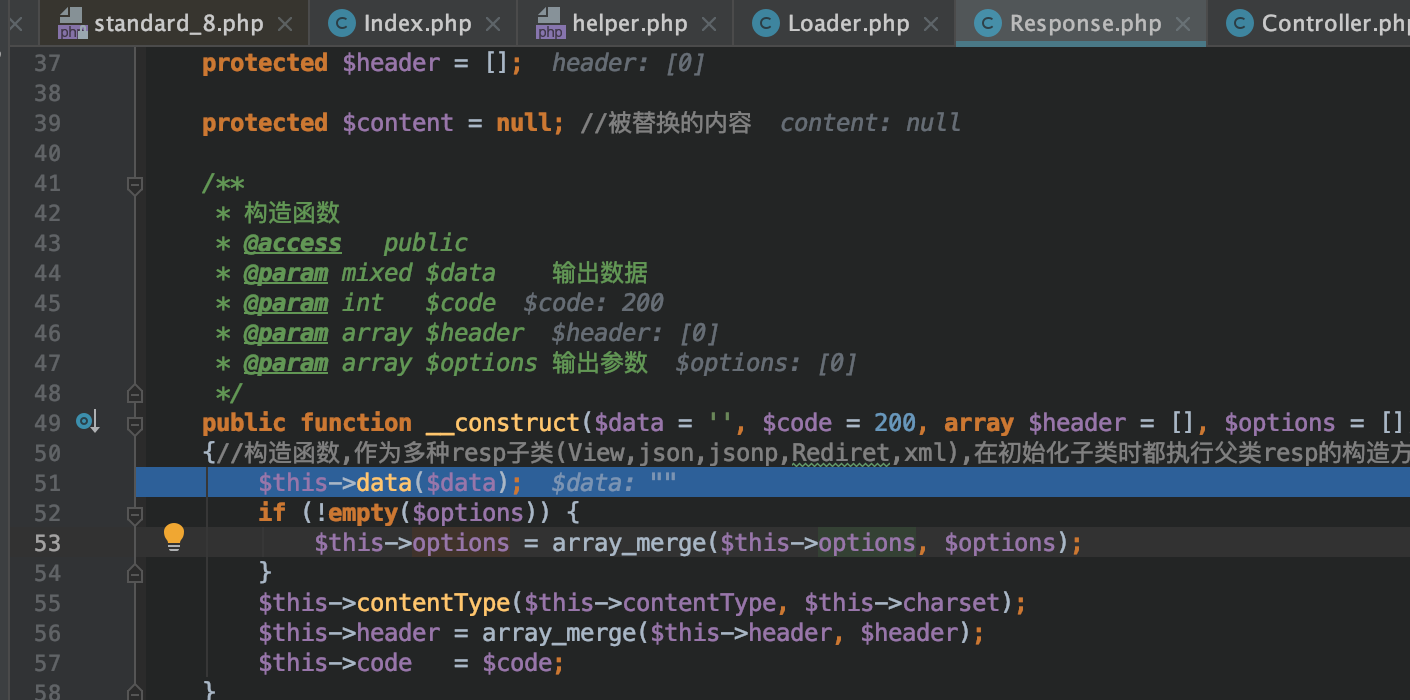 standard_8.php Index.php helper.php Loader.php Response.php Controller.php
37 protected $header = []; header: [0]
38
39 protected $content = null; //被替换的内容 content: null
40
41 /**
42 * 构造函数
43 * @access public
44 * @param mixed $data 输出数据
45 * @param int $code $code: 200
46 * @param array $header $header: [0]
47 * @param array $options 输出参数 $options: [0]
48 */
49 public function __construct($data = '', $code = 200, array $header = [], $options = []
50 {//构造函数,作为多种resp子类(View,json,jsonp,Rediret,xml),在初始化子类时都执行父类resp的构造方
51 $this->data($data); $data: ""
52 if (!empty($options)) {
53 $this->options = array_merge($this->options, $options);
54 }
55 $this->contentType($this->contentType, $this->charset);
56 $this->header = array_merge($this->header, $header);
57 $this->code = $code;
58 }